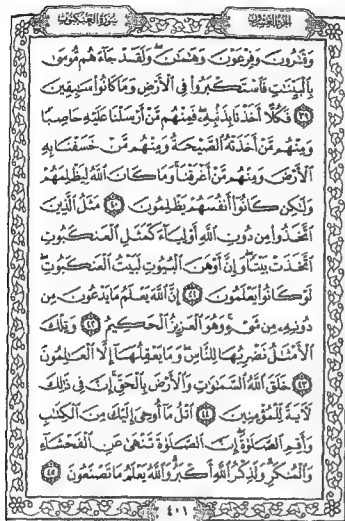 الجزء العشرون
سورة العنكبوت
وَقَٰرُونَ وَفِرْعَوْنَ وَهَٰمَٰنَۖ وَلَقَدْ جَآءَهُم مُّوسَىٰ
بِٱلْبَيِّنَٰتِ فَٱسْتَكْبَرُوا۟ فِى ٱلْأَرْضِ وَمَا كَانُوا۟ سَٰبِقِينَ
٣٩ فَكُلًّا أَخَذْنَا بِذَنۢبِهِۦۖ فَمِنْهُم مَّنْ أَرْسَلْنَا عَلَيْهِ حَاصِبًا
وَمِنْهُم مَّنْ أَخَذَتْهُ ٱلصَّيْحَةُ وَمِنْهُم مَّنْ خَسَفْنَا بِهِ
ٱلْأَرْضَ وَمِنْهُم مَّنْ أَغْرَقْنَاۚ وَمَا كَانَ ٱللَّهُ لِيَظْلِمَهُمْ
وَلَٰكِن كَانُوٓا۟ أَنفُسَهُمْ يَظْلِمُونَ ٤٠ مَثَلُ ٱلَّذِينَ
ٱتَّخَذُوا۟ مِن دُونِ ٱللَّهِ أَوْلِيَآءَ كَمَثَلِ ٱلْعَنكَبُوتِ
ٱتَّخَذَتْ بَيْتًاۖ وَإِنَّ أَوْهَنَ ٱلْبُيُوتِ لَبَيْتُ ٱلْعَنكَبُوتِۖ
لَوْ كَانُوا۟ يَعْلَمُونَ ٤١ إِنَّ ٱللَّهَ يَعْلَمُ مَا يَدْعُونَ مِن
دُونِهِۦ مِن شَىْءٍۚ وَهُوَ ٱلْعَزِيزُ ٱلْحَكِيمُ ٤٢ وَتِلْكَ
ٱلْأَمْثَٰلُ نَضْرِبُهَا لِلنَّاسِۖ وَمَا يَعْقِلُهَآ إِلَّا ٱلْعَٰلِمُونَ
٤٣ خَلَقَ ٱللَّهُ ٱلسَّمَٰوَٰتِ وَٱلْأَرْضَ بِٱلْحَقِّۚ إِنَّ فِى ذَٰلِكَ
لَءَايَةً لِّلْمُؤْمِنِينَ ٤٤ ٱتْلُ مَآ أُوحِىَ إِلَيْكَ مِنَ ٱلْكِتَٰبِ
وَأَقِمِ ٱلصَّلَوٰةَۖ إِنَّ ٱلصَّلَوٰةَ تَنْهَىٰ عَنِ ٱلْفَحْشَآءِ
وَٱلْمُنكَرِۗ وَلَذِكْرُ ٱللَّهِ أَكْبَرُۗ وَٱللَّهُ يَعْلَمُ مَا تَصْنَعُونَ ٤٥
٤٠١